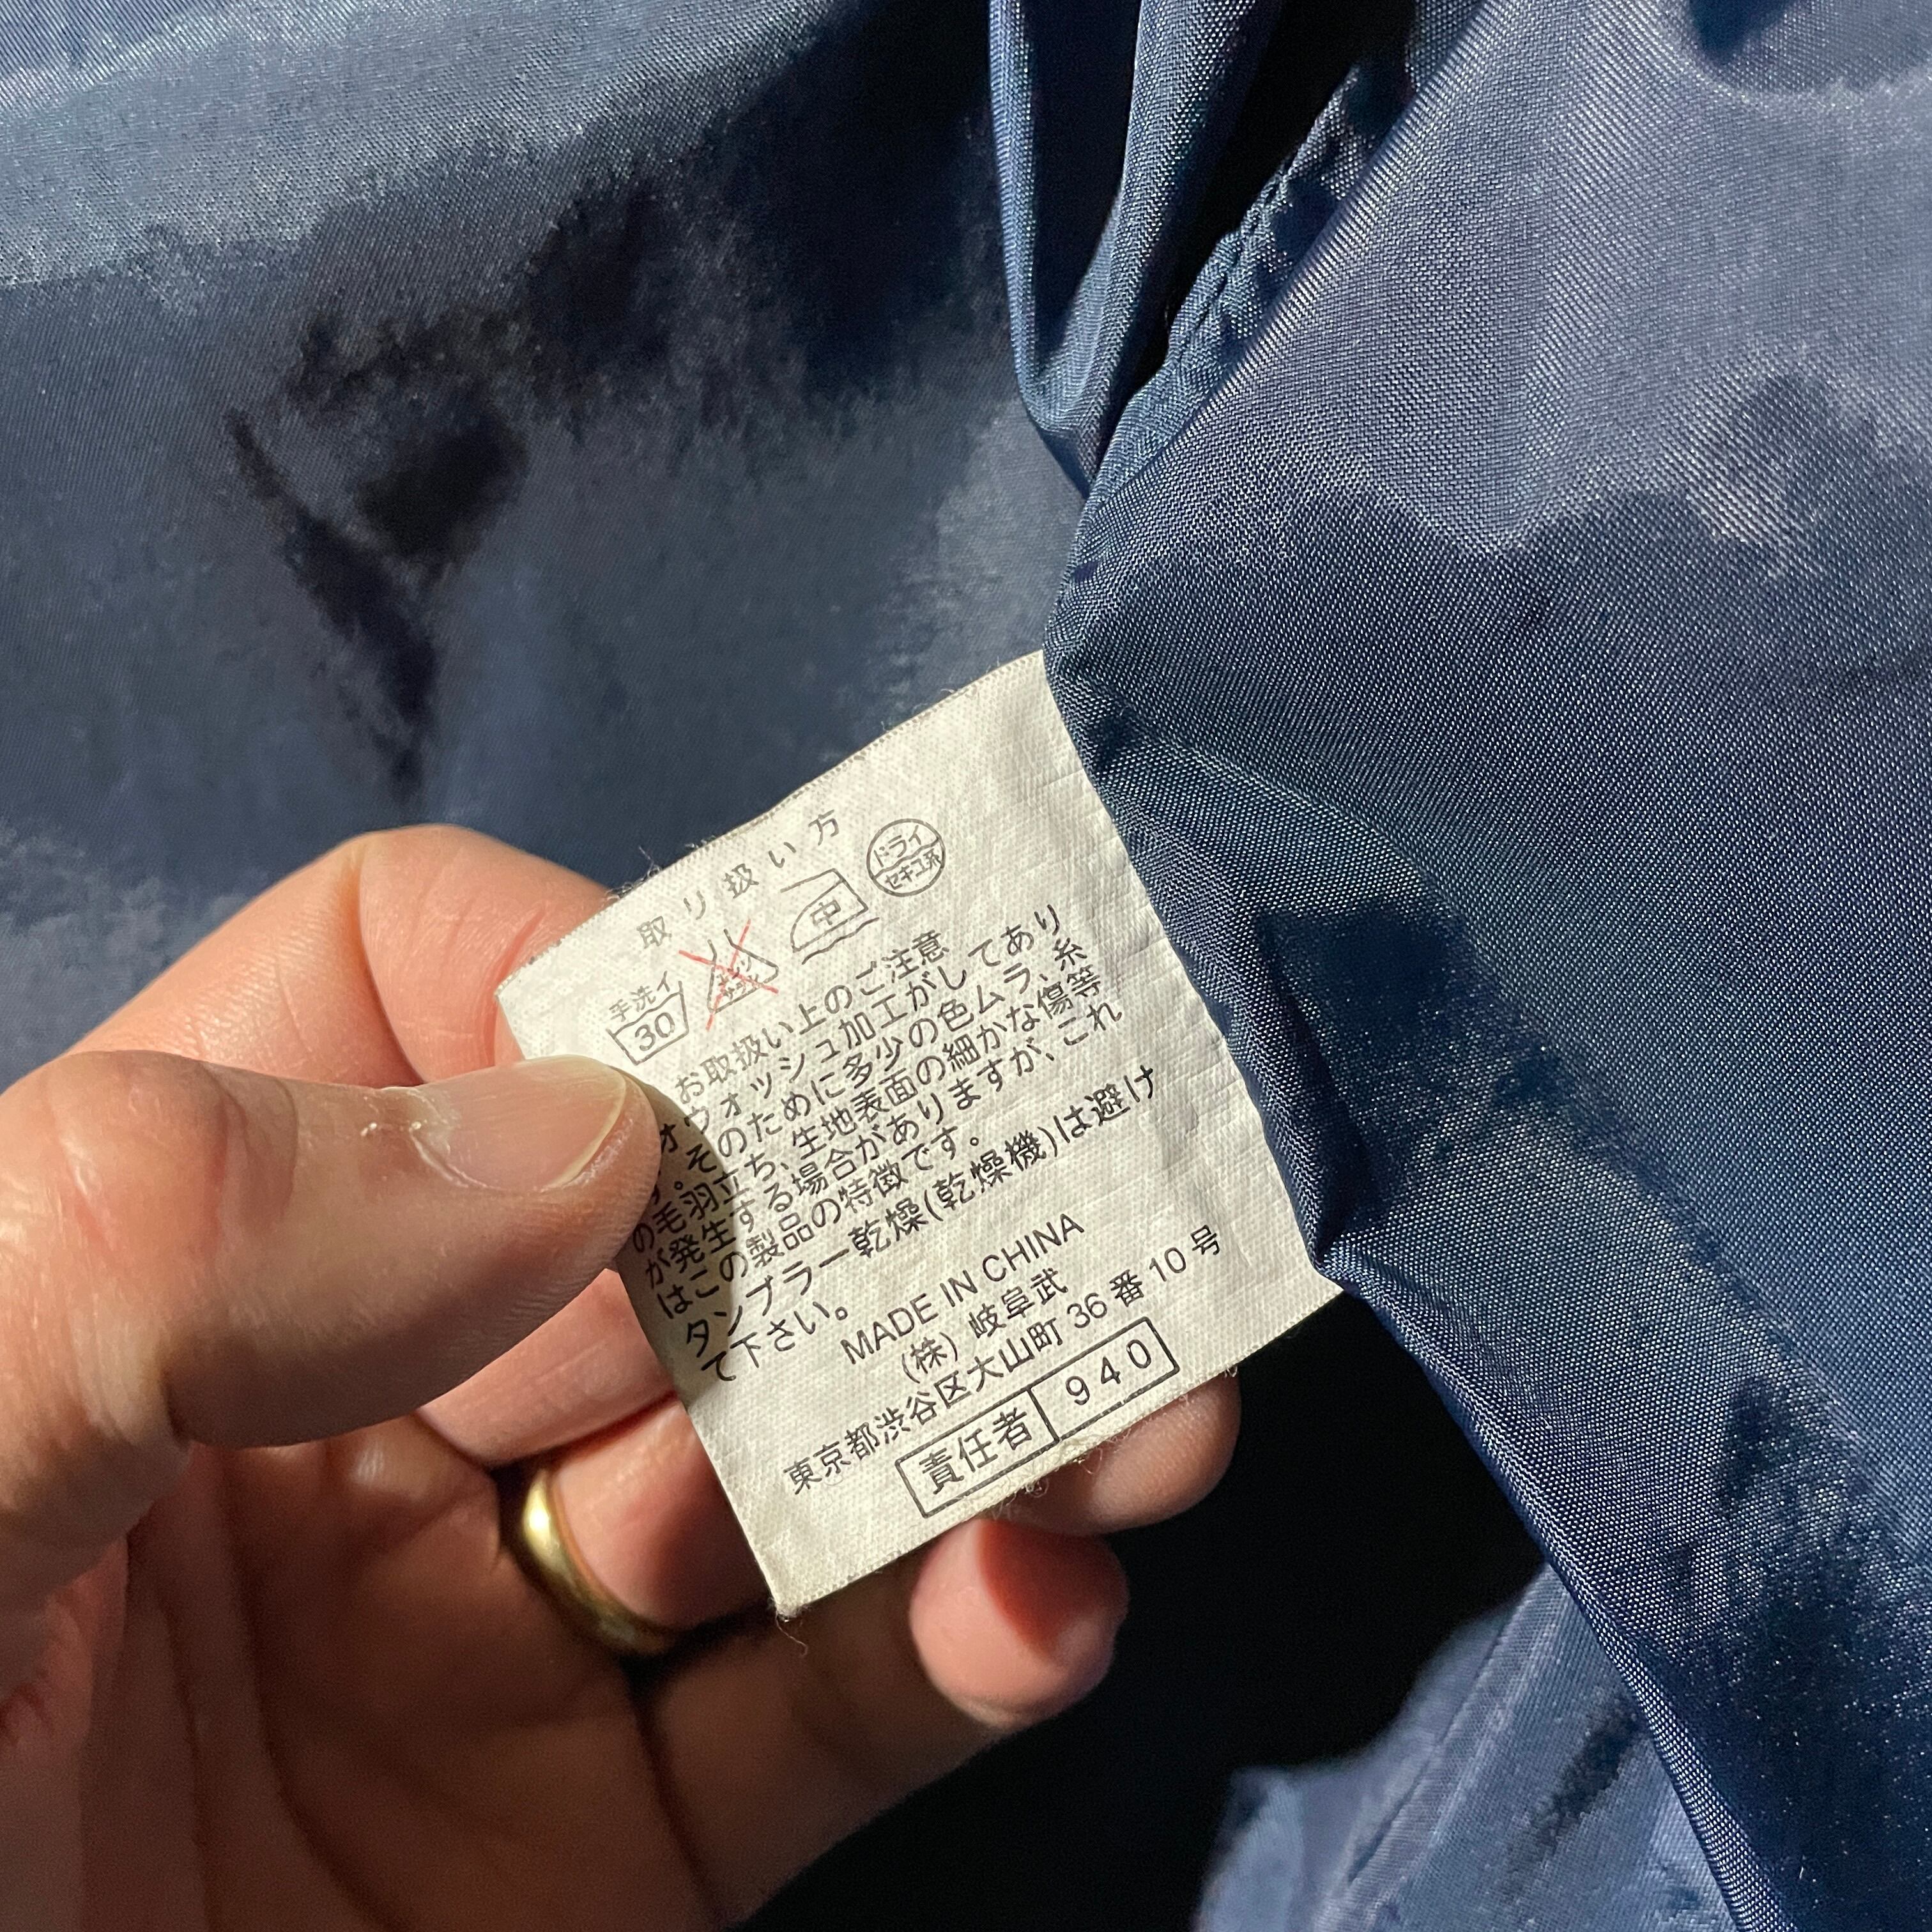 取り扱い方
手洗イ
30
中
ドライ
セキユ系
お取扱い上のご注意
ウォッシュ加工がしてあり
す。そのために多少の色ムラ、糸
の毛羽立ち、生地表面の細かな傷等
が発生する場合がありますが、これ
はこの製品の特徴です。
タンブラー乾燥(乾燥機)は避け
て下さい。
MADE IN CHINA
(株) 岐阜武
東京都渋谷区大山町 36 番 10 号
責任者 940